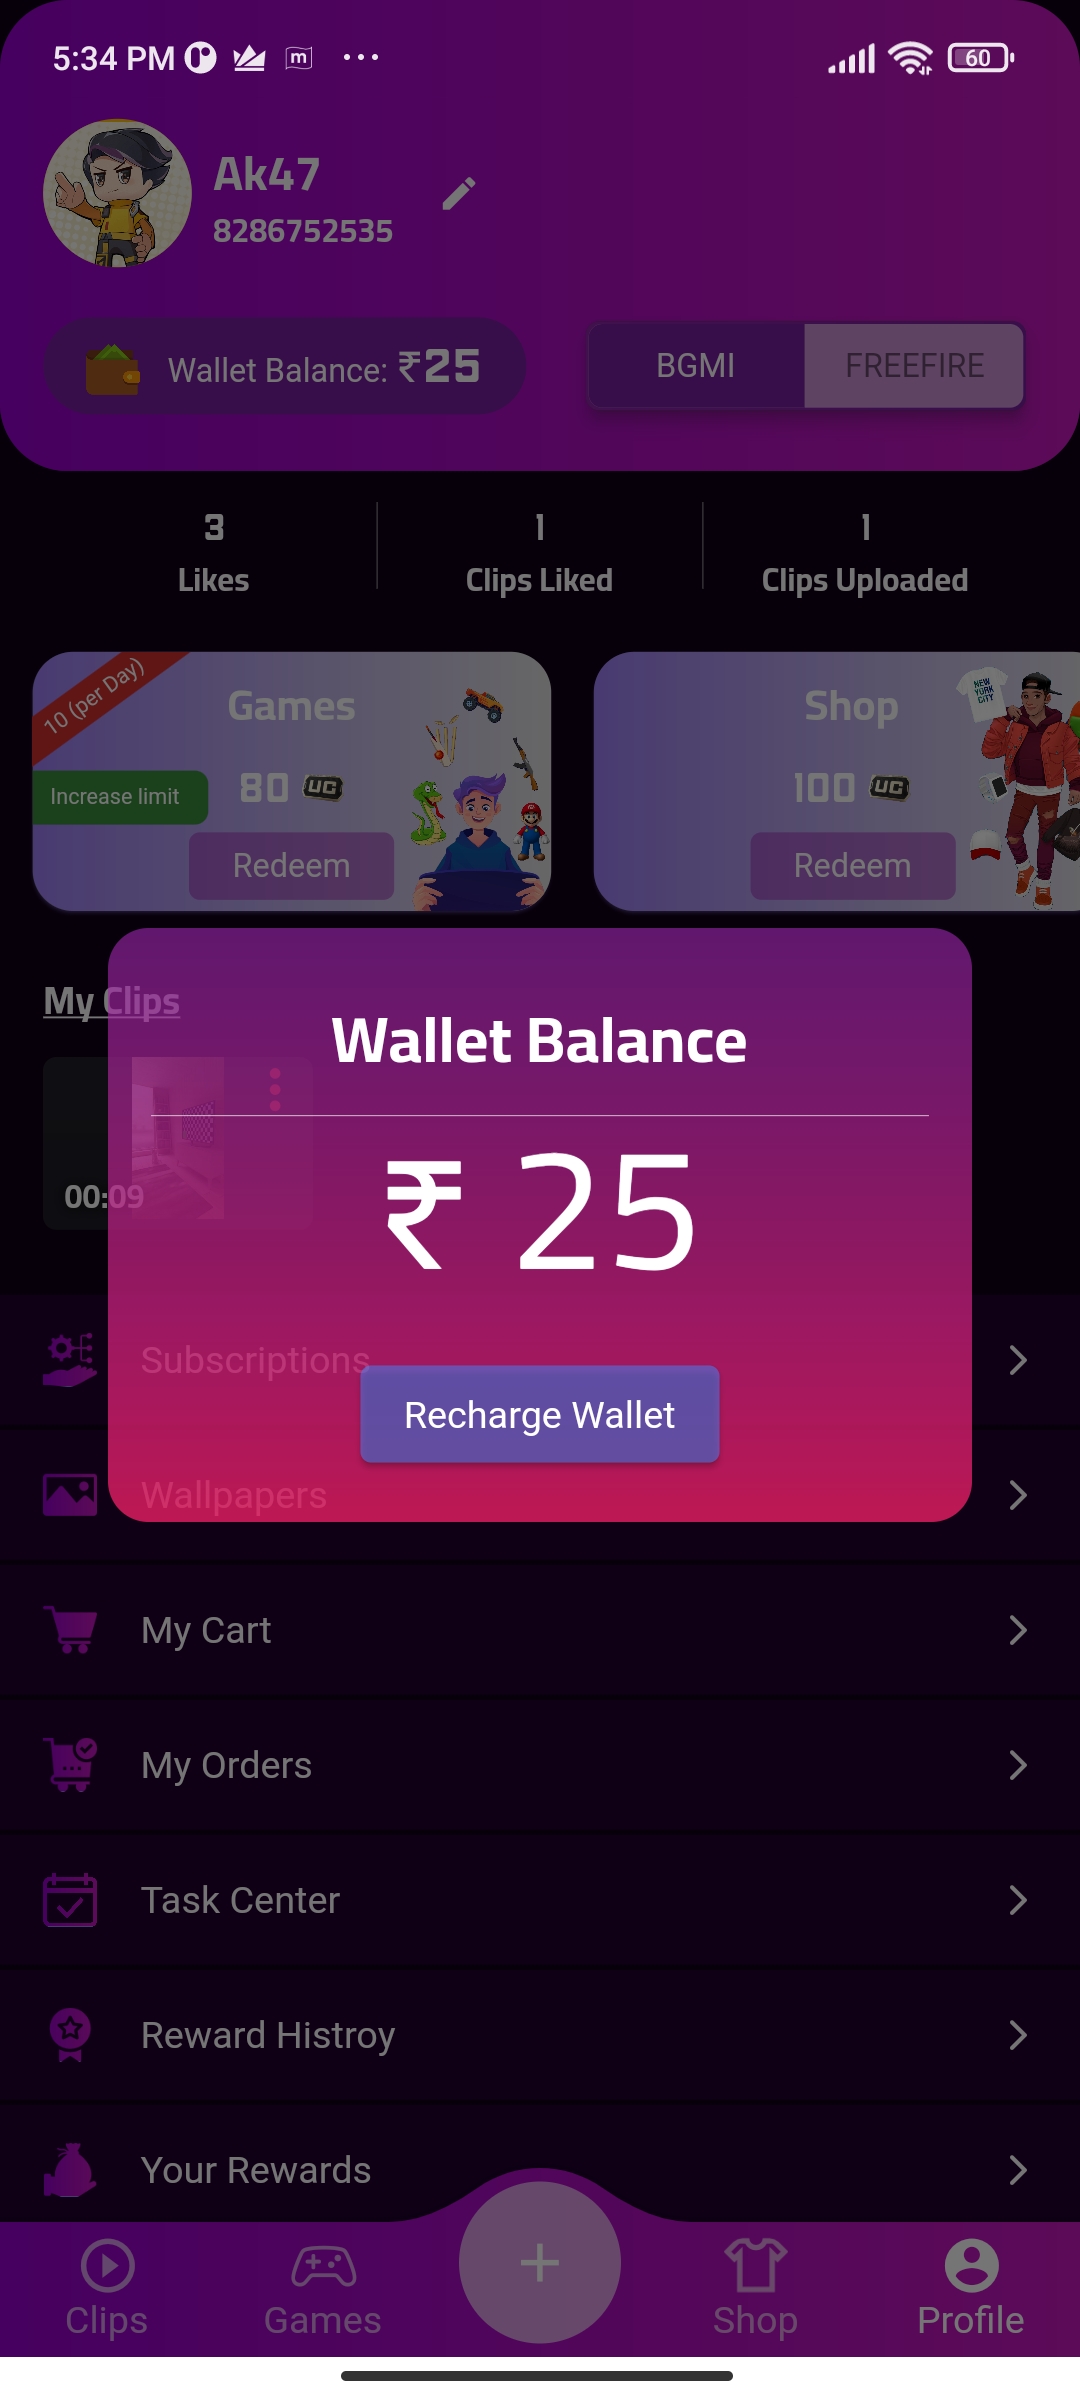 5:34 PM
m
60
Ak47
8286752535
Wallet Balance: ₹25
BGMI
FREEFIRE
3
Likes
1
Clips Liked
1
Clips Uploaded
10 (per Day)
Games
Increase limit
80 UC
Redeem
Shop
NEW YORK CITY
100 UC
Redeem
My Clips
00:09
Wallet Balance
₹ 25
Recharge Wallet
Subscriptions
Wallpapers
My Cart
My Orders
Task Center
Reward Histroy
Your Rewards
Clips
Games
Shop
Profile